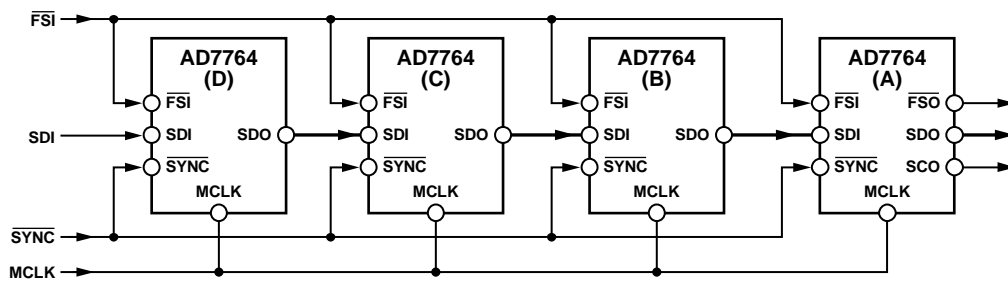 FSI
AD7764
(D)
FSI
SDI
SYNC
SDO
MCLK
AD7764
(C)
FSI
SDI
SYNC
SDO
MCLK
AD7764
(B)
FSI
SDI
SYNC
SDO
MCLK
AD7764
(A)
FSI
SDI
SYNC
FSO
SDO
SCO
MCLK
SDI
SYNC
MCLK